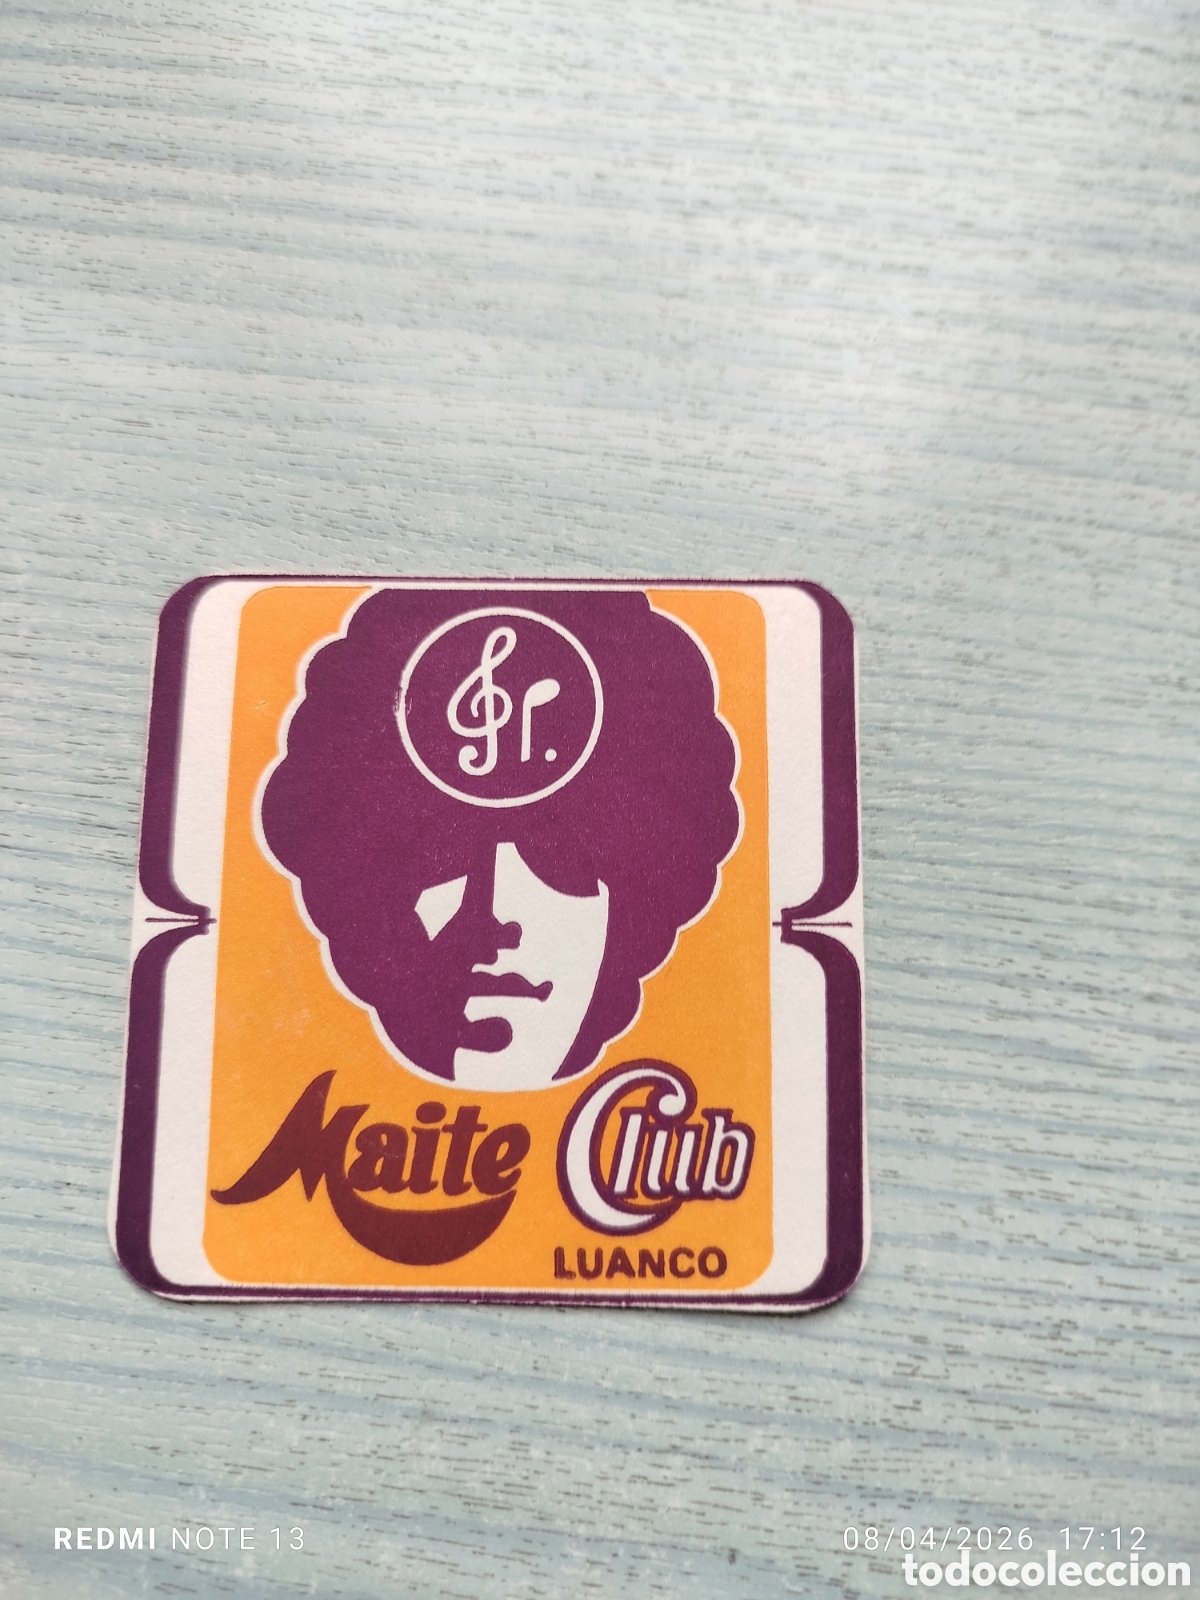 Maite Club
LUANCO
REDMI NOTE 13
08/04/2026 17:12
todocoleccion